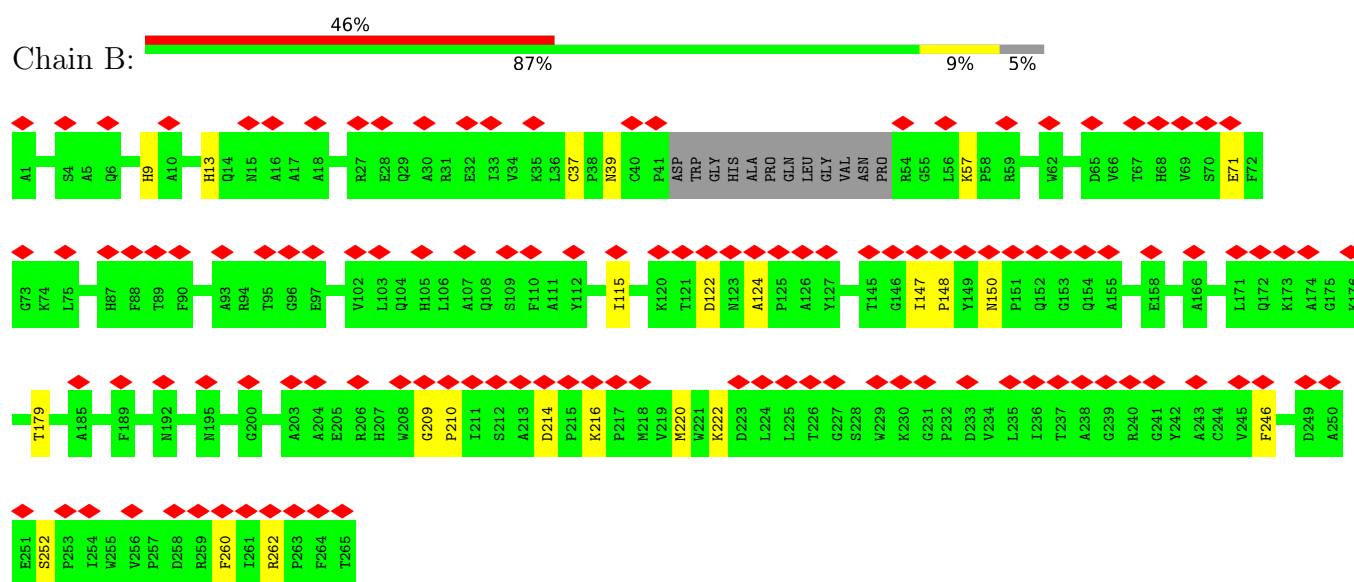 46%
Chain B:
87% 9% 5%
A1 S4 A5 Q6 H9 A10 H13 Q14 N15 A16 A17 A18 R27 E28 Q29 A30 R31 E32 I33 V34 K35 L36 C37 P38 N39 C40 P41 ASP TRP GLY HIS ALA PRO GLN LEU GLY VAL ASN PRO R54 G55 L56 K57 P58 R59 W62 D65 V66 T67 H68 V69 S70 E71 F72
G73 K74 L75 H87 F88 T89 F90 A93 R94 T95 G96 E97 V102 L103 Q104 H105 L106 A107 Q108 S109 F110 A111 Y112 I115 K120 T121 D122 N123 A124 P125 A126 Y127 T145 G146 I147 P148 Y149 N150 P151 Q152 G153 Q154 A155 E158 A166 L171 Q172 K173 A174 G175 K176
T179 A185 F189 N192 N195 G200 A203 A204 E205 R206 H207 W208 G209 P210 I211 S212 A213 D214 P215 K216 P217 M218 V219 M220 W221 K222 D223 L224 L225 T226 G227 S228 W229 K230 G231 P232 D233 V234 L235 I236 T237 A238 G239 R240 G241 Y242 A243 C244 V245 F246 D249 A250
E251 S252 P253 I254 W255 V256 P257 D258 R259 F260 I261 R262 P263 F264 T265